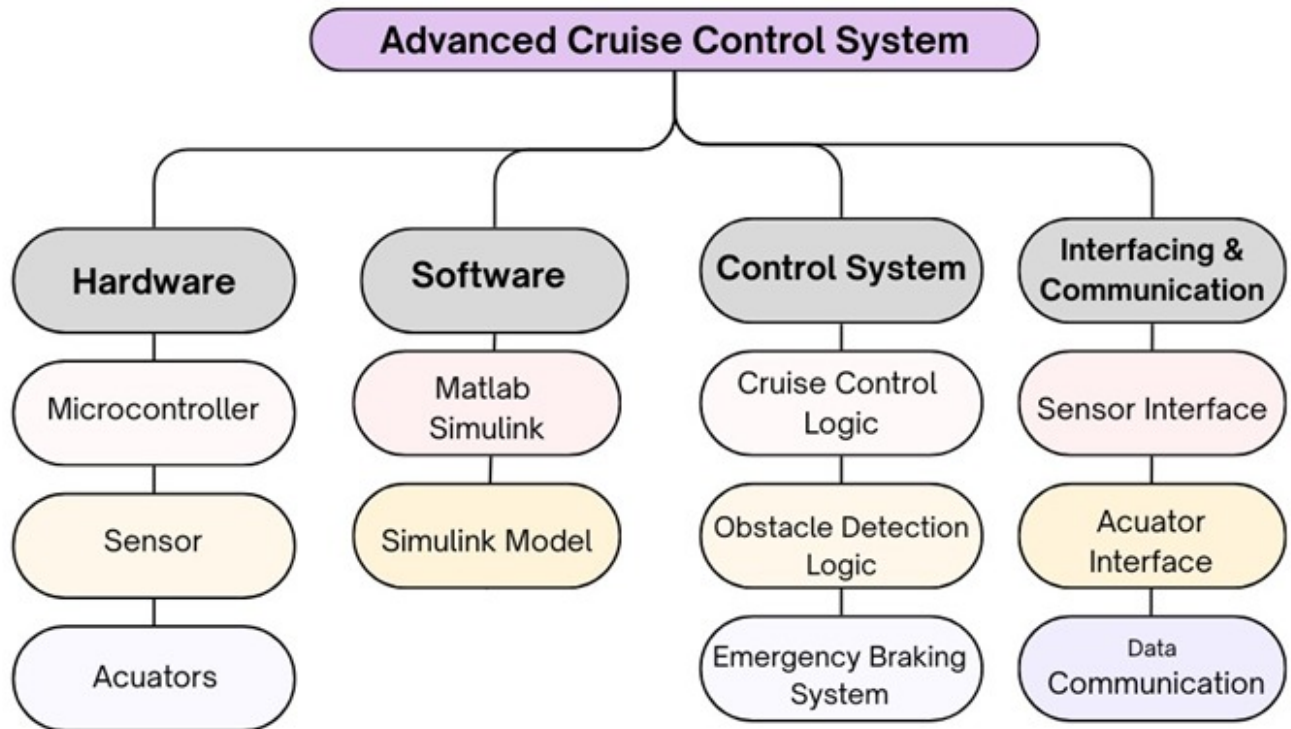 Advanced Cruise Control System
Hardware
Software
Control System
Interfacing &
Communication
Microcontroller
Matlab
Simulink
Cruise Control
Logic
Sensor Interface
Sensor
Simulink Model
Obstacle Detection
Logic
Acuator
Interface
Acuators
Emergency Braking
System
Data
Communication